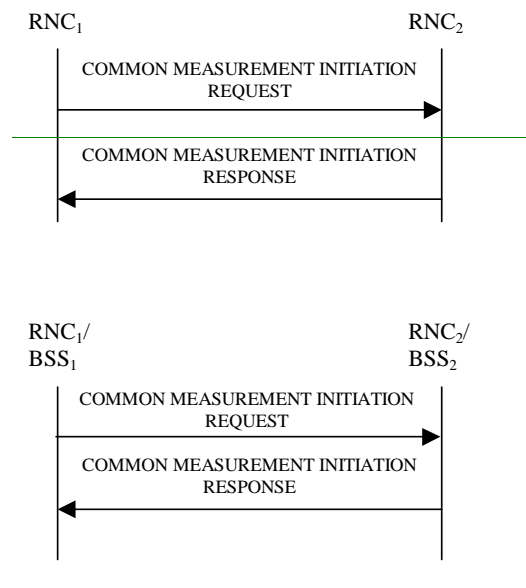 RNC₁ RNC₂
COMMON MEASUREMENT INITIATION
REQUEST
COMMON MEASUREMENT INITIATION
RESPONSE
RNC₁/ RNC₂/
BSS₁ BSS₂
COMMON MEASUREMENT INITIATION
REQUEST
COMMON MEASUREMENT INITIATION
RESPONSE